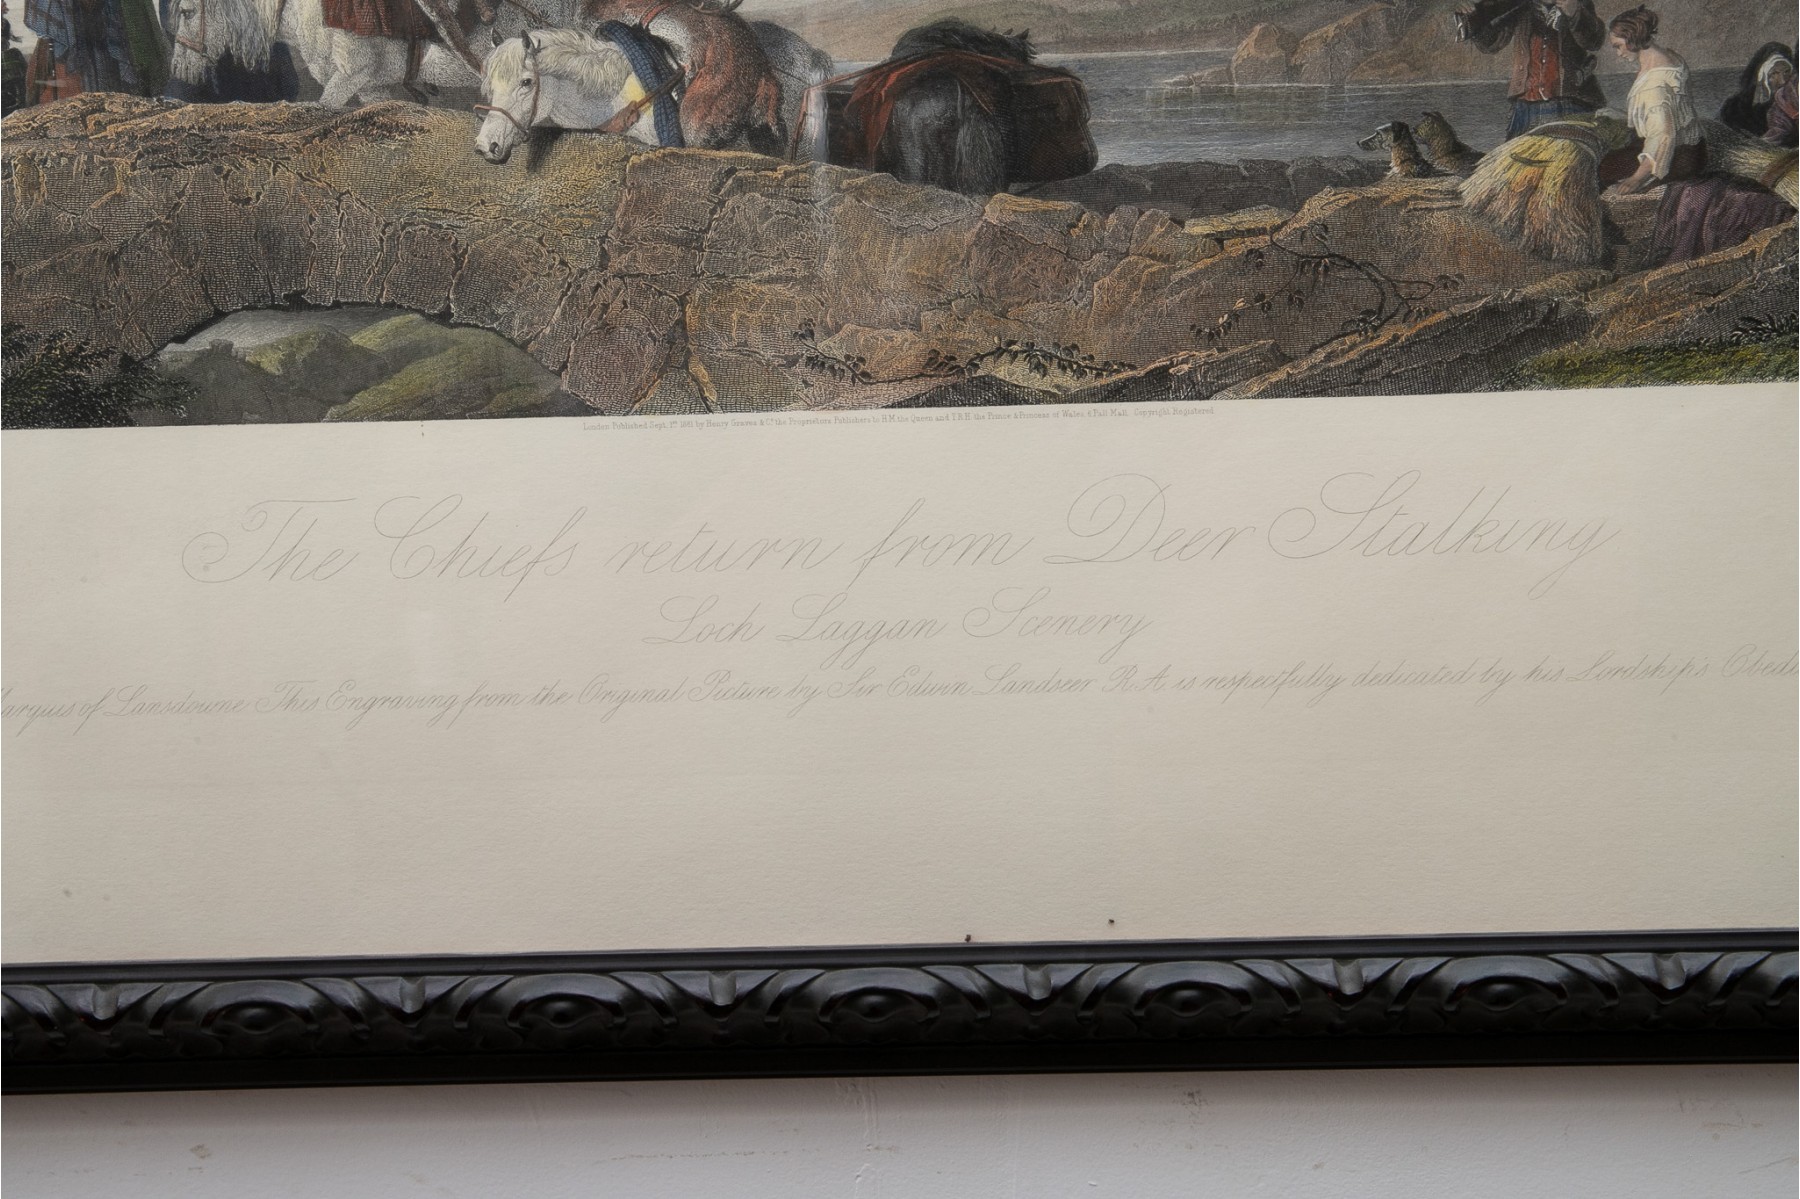 London Published Sept. 1st 1881 by Henry Graves & Co. the Proprietors Publishers to H.M. the Queen and T.R.H. the Prince & Princess of Wales, 6 Pall Mall. Copyright Registered
The Chiefs return from Deer Stalking
Loch Laggan Scenery
Marquis of Lansdowne This Engraving from the Original Picture by Sir Edwin Landseer R.A is respectfully dedicated by his Lordship's